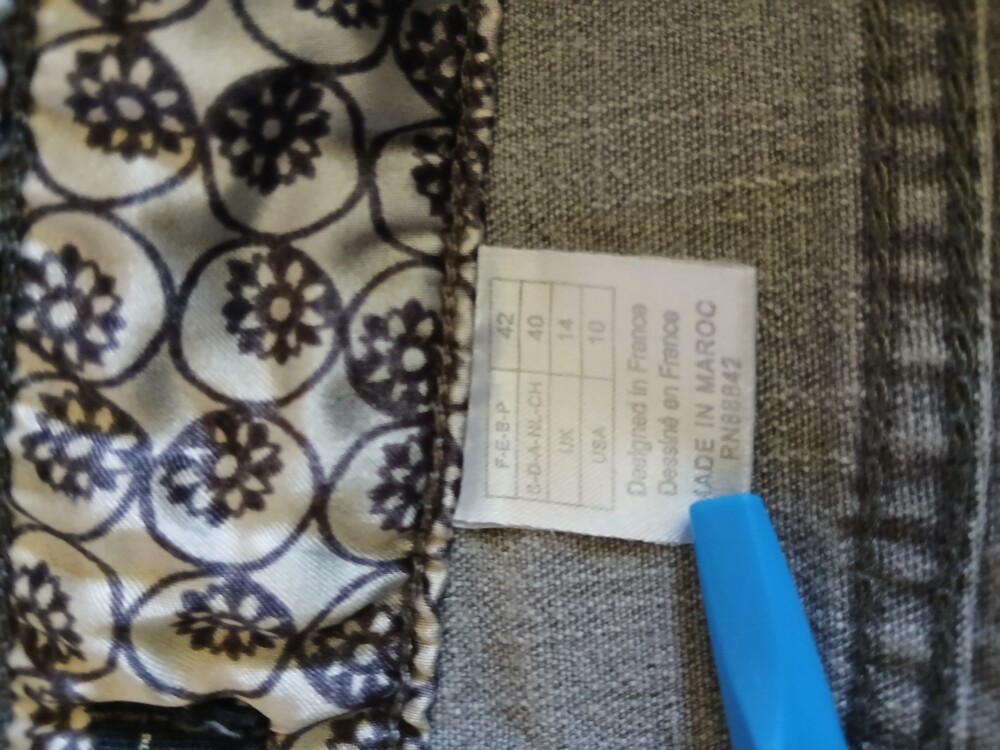 F-E-B-P 42
S-D-A-NL-CH 40
UK 14
USA 10
Designed in France
Dessiné en France
MADE IN MAROC
RN88842